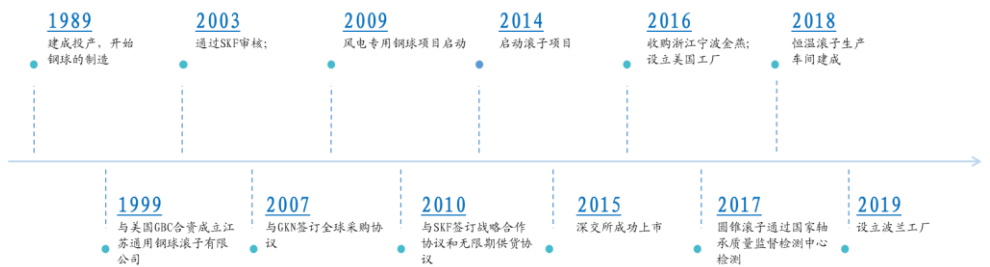 1989
建成投产，开始
钢球的制造
2003
通过SKF审核；
2009
风电专用钢球项目启动
2014
启动滚子项目
2016
收购浙江宁波金燕；
设立美国工厂
2018
恒温滚子生产
车间建成
1999
与美国GBC合资成立江
苏通用钢球滚子有限
公司
2007
与GKN签订全球采购协
议
2010
与SKF签订战略合作
协议和无限期供货协
议
2015
深交所成功上市
2017
圆锥滚子通过国家轴
承质量监督检测中心
检测
2019
设立波兰工厂